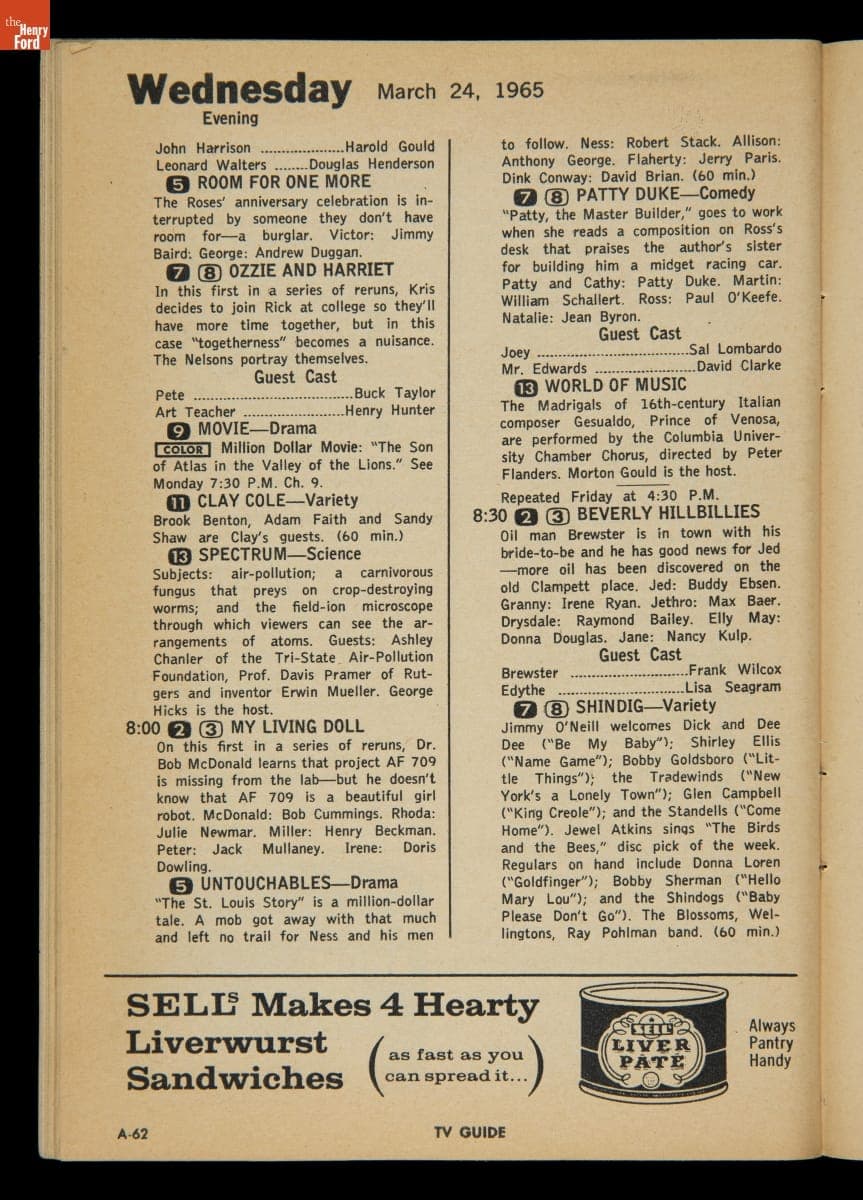 the
Henry
Ford
Wednesday March 24, 1965
Evening
John Harrison ....................Harold Gould
Leonard Walters ........Douglas Henderson
5 ROOM FOR ONE MORE
The Roses' anniversary celebration is in-
terrupted by someone they don't have
room for—a burglar. Victor: Jimmy
Baird. George: Andrew Duggan.
7 8 OZZIE AND HARRIET
In this first in a series of reruns, Kris
decides to join Rick at college so they'll
have more time together, but in this
case "togetherness" becomes a nuisance.
The Nelsons portray themselves.
Guest Cast
Pete ......................................Buck Taylor
Art Teacher ........................Henry Hunter
9 MOVIE—Drama
COLOR Million Dollar Movie: "The Son
of Atlas in the Valley of the Lions." See
Monday 7:30 P.M. Ch. 9.
11 CLAY COLE—Variety
Brook Benton, Adam Faith and Sandy
Shaw are Clay's guests. (60 min.)
13 SPECTRUM—Science
Subjects: air-pollution; a carnivorous
fungus that preys on crop-destroying
worms; and the field-ion microscope
through which viewers can see the ar-
rangements of atoms. Guests: Ashley
Chanler of the Tri-State Air-Pollution
Foundation, Prof. Davis Pramer of Rut-
gers and inventor Erwin Mueller. George
Hicks is the host.
8:00 2 3 MY LIVING DOLL
On this first in a series of reruns, Dr.
Bob McDonald learns that project AF 709
is missing from the lab—but he doesn't
know that AF 709 is a beautiful girl
robot. McDonald: Bob Cummings. Rhoda:
Julie Newmar. Miller: Henry Beckman.
Peter: Jack Mullaney. Irene: Doris
Dowling.
5 UNTOUCHABLES—Drama
"The St. Louis Story" is a million-dollar
tale. A mob got away with that much
and left no trail for Ness and his men
to follow. Ness: Robert Stack. Allison:
Anthony George. Flaherty: Jerry Paris.
Dink Conway: David Brian. (60 min.)
7 8 PATTY DUKE—Comedy
"Patty, the Master Builder," goes to work
when she reads a composition on Ross's
desk that praises the author's sister
for building him a midget racing car.
Patty and Cathy: Patty Duke. Martin:
William Schallert. Ross: Paul O'Keefe.
Natalie: Jean Byron.
Guest Cast
Joey ....................................Sal Lombardo
Mr. Edwards ........................David Clarke
13 WORLD OF MUSIC
The Madrigals of 16th-century Italian
composer Gesualdo, Prince of Venosa,
are performed by the Columbia Univer-
sity Chamber Chorus, directed by Peter
Flanders. Morton Gould is the host.
Repeated Friday at 4:30 P.M.
8:30 2 3 BEVERLY HILLBILLIES
Oil man Brewster is in town with his
bride-to-be and he has good news for Jed
—more oil has been discovered on the
old Clampett place. Jed: Buddy Ebsen.
Granny: Irene Ryan. Jethro: Max Baer.
Drysdale: Raymond Bailey. Elly May:
Donna Douglas. Jane: Nancy Kulp.
Guest Cast
Brewster ............................Frank Wilcox
Edythe ..............................Lisa Seagram
7 8 SHINDIG—Variety
Jimmy O'Neill welcomes Dick and Dee
Dee ("Be My Baby"); Shirley Ellis
("Name Game"); Bobby Goldsboro ("Lit-
tle Things"); the Tradewinds ("New
York's a Lonely Town"); Glen Campbell
("King Creole"); and the Standells ("Come
Home"). Jewel Atkins sings "The Birds
and the Bees," disc pick of the week.
Regulars on hand include Donna Loren
("Goldfinger"); Bobby Sherman ("Hello
Mary Lou"); and the Shindogs ("Baby
Please Don't Go"). The Blossoms, Wel-
lingtons, Ray Pohlman band. (60 min.)
SELLS Makes 4 Hearty
Liverwurst
Sandwiches
(as fast as you
can spread it...)
SELLS
LIVER
PÂTÉ
Always
Pantry
Handy
A-62 TV GUIDE